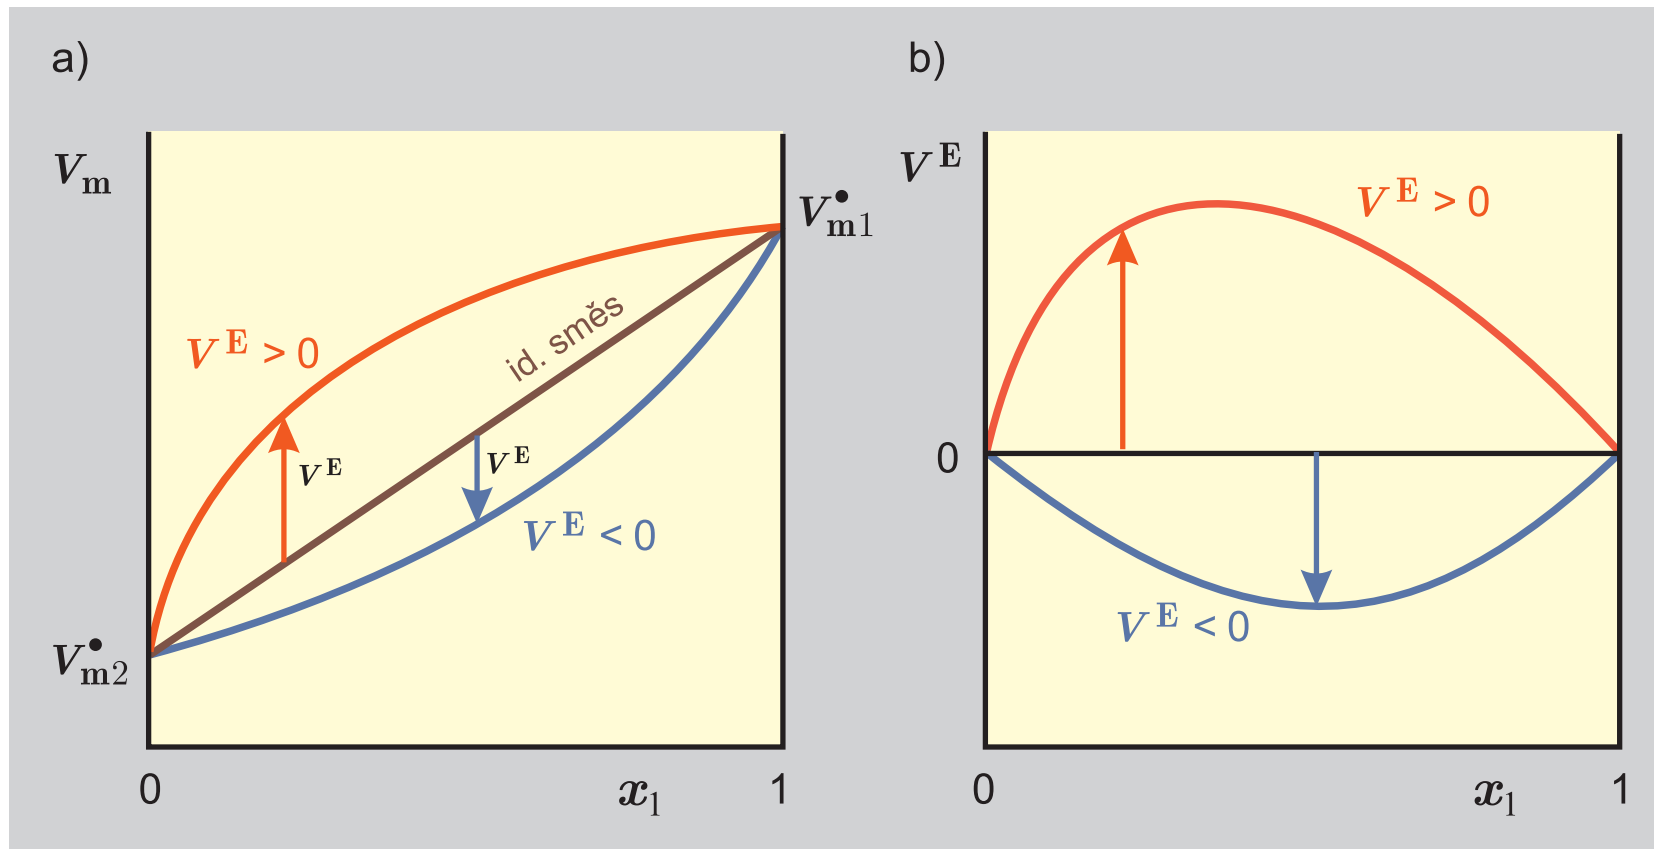 a)
V_m
V^•_m1
V^E > 0
id. směs
V^E
V^E
V^E < 0
V^•_m2
0
x_1
1
b)
V^E
V^E > 0
0
V^E < 0
0
x_1
1